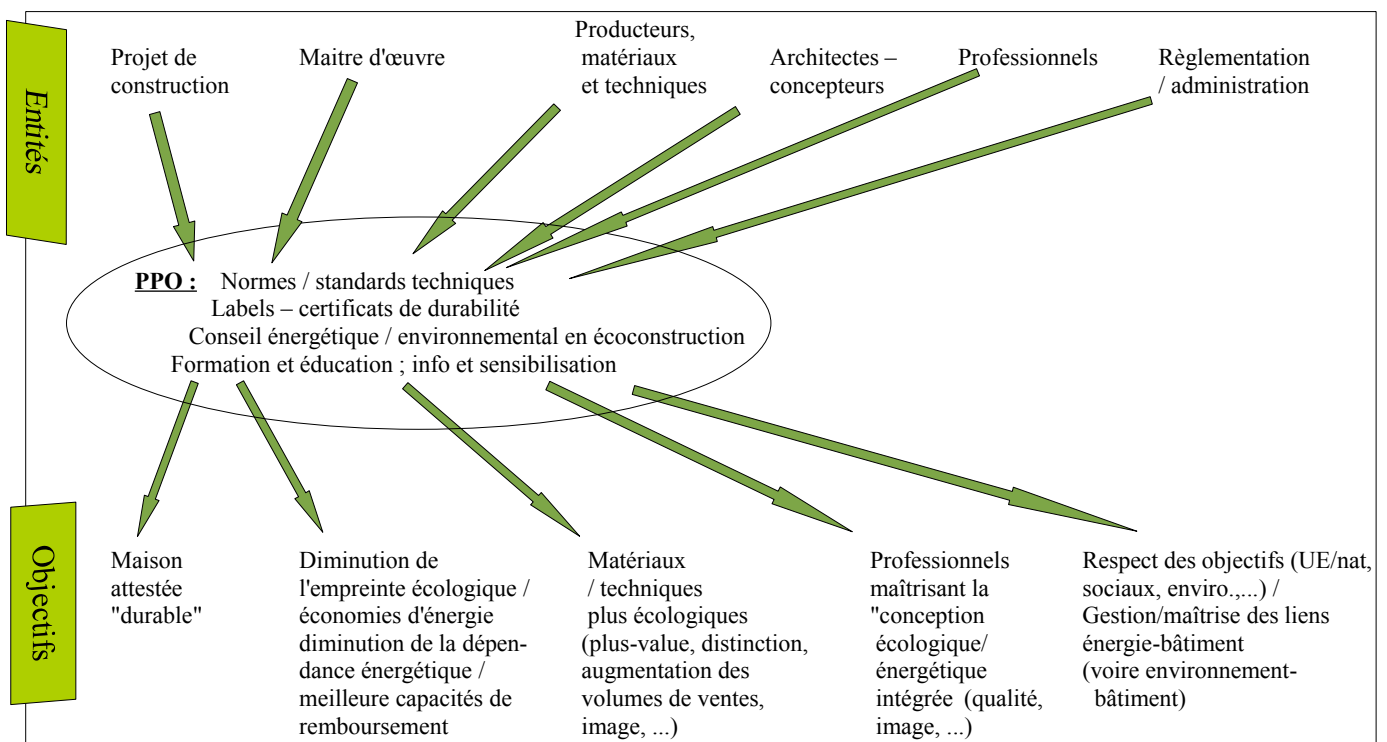 Entités
Projet de
construction
Maitre d'œuvre
Producteurs,
matériaux
et techniques
Architectes –
concepteurs
Professionnels
Règlementation
/ administration
PPO : Normes / standards techniques
Labels – certificats de durabilité
Conseil énergétique / environnemental en écoconstruction
Formation et éducation ; info et sensibilisation
Objectifs
Maison
attestée
"durable"
Diminution de
l'empreinte écologique /
économies d'énergie
diminution de la dépen-
dance énergétique /
meilleure capacités de
remboursement
Matériaux
/ techniques
plus écologiques
(plus-value, distinction,
augmentation des
volumes de ventes,
image, ...)
Professionnels
maîtrisant la
"conception
écologique/
énergétique
intégrée (qualité,
image, ...)
Respect des objectifs (UE/nat,
sociaux, enviro.,...) /
Gestion/maîtrise des liens
énergie-bâtiment
(voire environnement-
bâtiment)